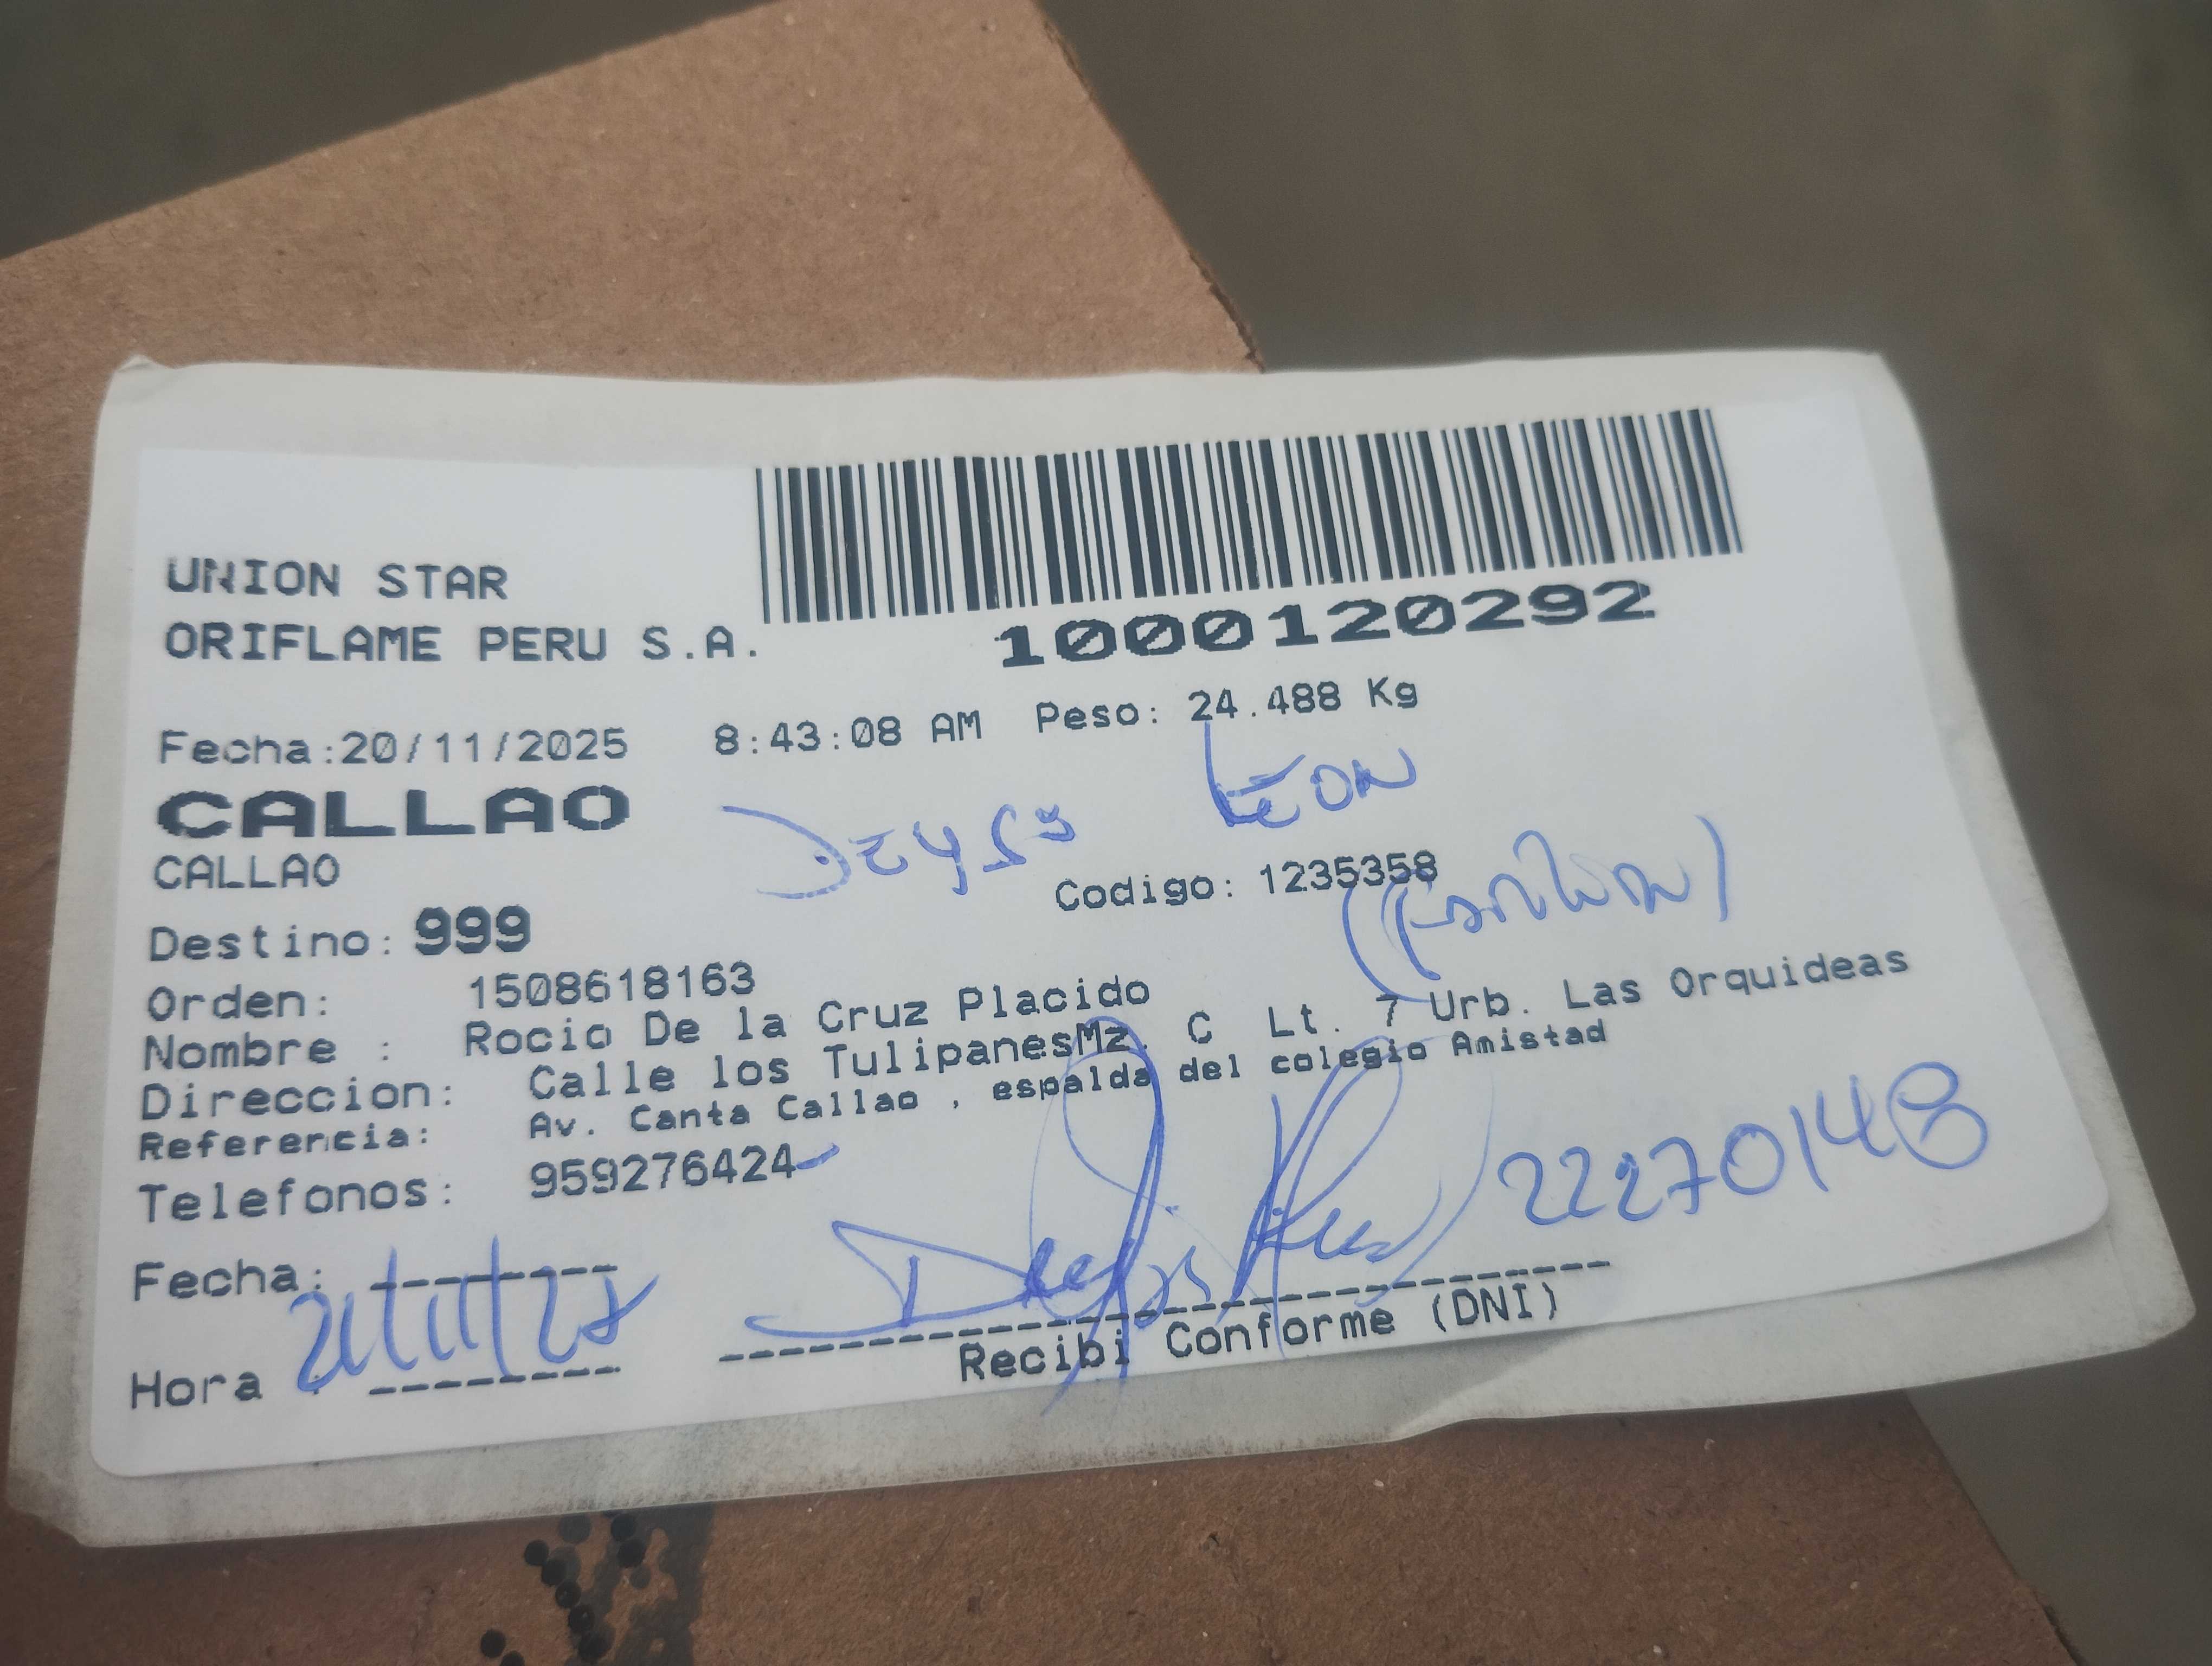 UNION STAR
ORIFLAME PERU S.A.
1000120292
Fecha:20/11/2025 8:43:08 AM Peso: 24.488 Kg
CALLAO
CALLAO
LEON
Codigo: 1235358
Destino: 999
Orden: 1508618163
Nombre : Rocio De la Cruz Placido
Direccion: Calle los TulipanesMz. C Lt. 7 Urb. Las Orquideas
Referencia: Av. Canta Callao , espalda del colegio Amistad
Telefonos: 959276424
22270148
Fecha:
Hora :
Recibi Conforme (DNI)